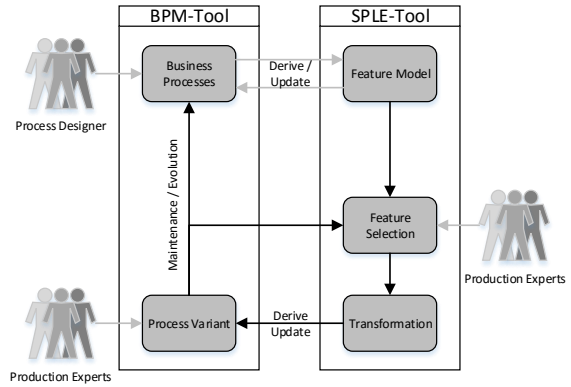 BPM-Tool
SPLE-Tool
Business
Processes
Derive /
Update
Feature Model
Process Designer
Maintenance / Evolution
Feature
Selection
Production Experts
Process Variant
Derive
Update
Transformation
Production Experts